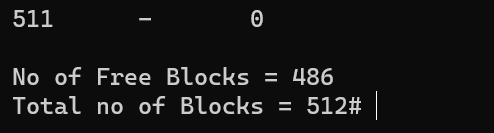 511 - 0
No of Free Blocks = 486
Total no of Blocks = 512#